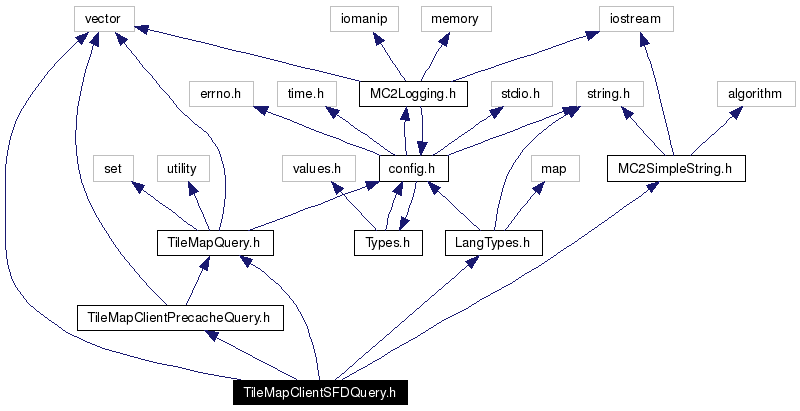 vector
iomanip
memory
iostream
errno.h
time.h
MC2Logging.h
stdio.h
string.h
algorithm
set
utility
values.h
config.h
map
MC2SimpleString.h
TileMapQuery.h
Types.h
LangTypes.h
TileMapClientPrecacheQuery.h
TileMapClientSFDQuery.h